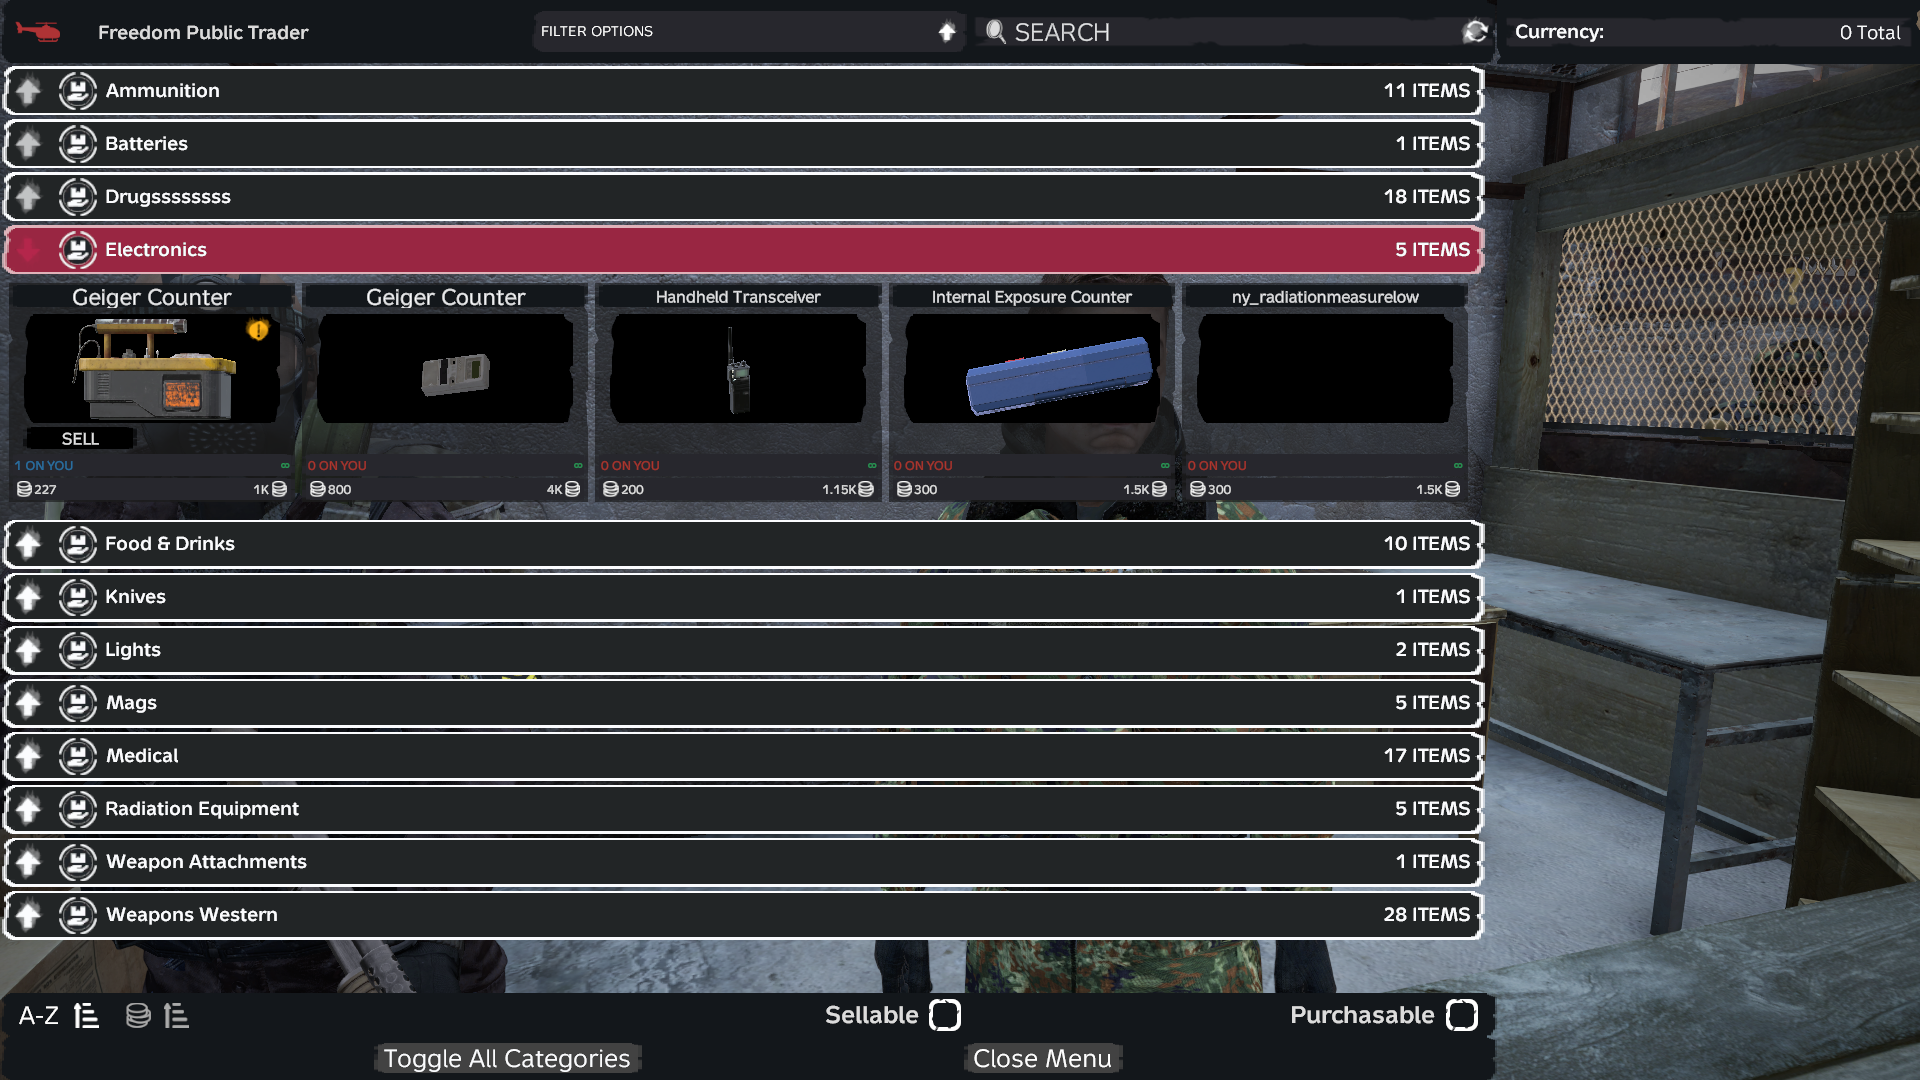 Freedom Public Trader
FILTER OPTIONS
SEARCH
Currency:
0 Total
Ammunition
11 ITEMS
Batteries
1 ITEMS
Drugssssssss
18 ITEMS
Electronics
5 ITEMS
Geiger Counter
Geiger Counter
Handheld Transceiver
Internal Exposure Counter
ny_radiationmeasurelow
SELL
1 ON YOU ∞
0 ON YOU ∞
0 ON YOU ∞
0 ON YOU ∞
0 ON YOU ∞
227 1K
800 4K
200 1.15K
300 1.5K
300 1.5K
Food & Drinks
10 ITEMS
Knives
1 ITEMS
Lights
2 ITEMS
Mags
5 ITEMS
Medical
17 ITEMS
Radiation Equipment
5 ITEMS
Weapon Attachments
1 ITEMS
Weapons Western
28 ITEMS
A-Z
Sellable
Purchasable
Toggle All Categories
Close Menu